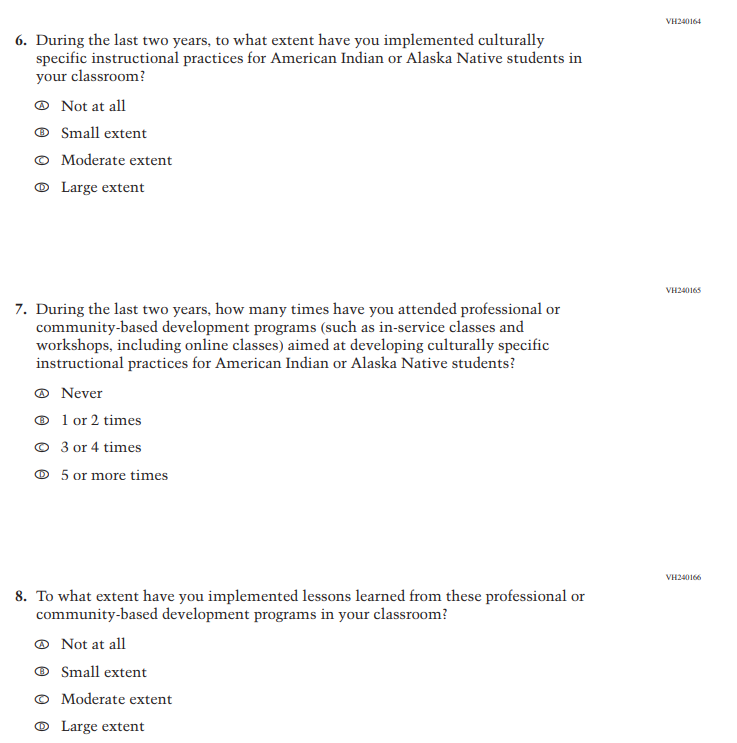 VH240164
6. During the last two years, to what extent have you implemented culturally
specific instructional practices for American Indian or Alaska Native students in
your classroom?
A Not at all
B Small extent
C Moderate extent
D Large extent
VH240165
7. During the last two years, how many times have you attended professional or
community-based development programs (such as in-service classes and
workshops, including online classes) aimed at developing culturally specific
instructional practices for American Indian or Alaska Native students?
A Never
B 1 or 2 times
C 3 or 4 times
D 5 or more times
VH240166
8. To what extent have you implemented lessons learned from these professional or
community-based development programs in your classroom?
A Not at all
B Small extent
C Moderate extent
D Large extent